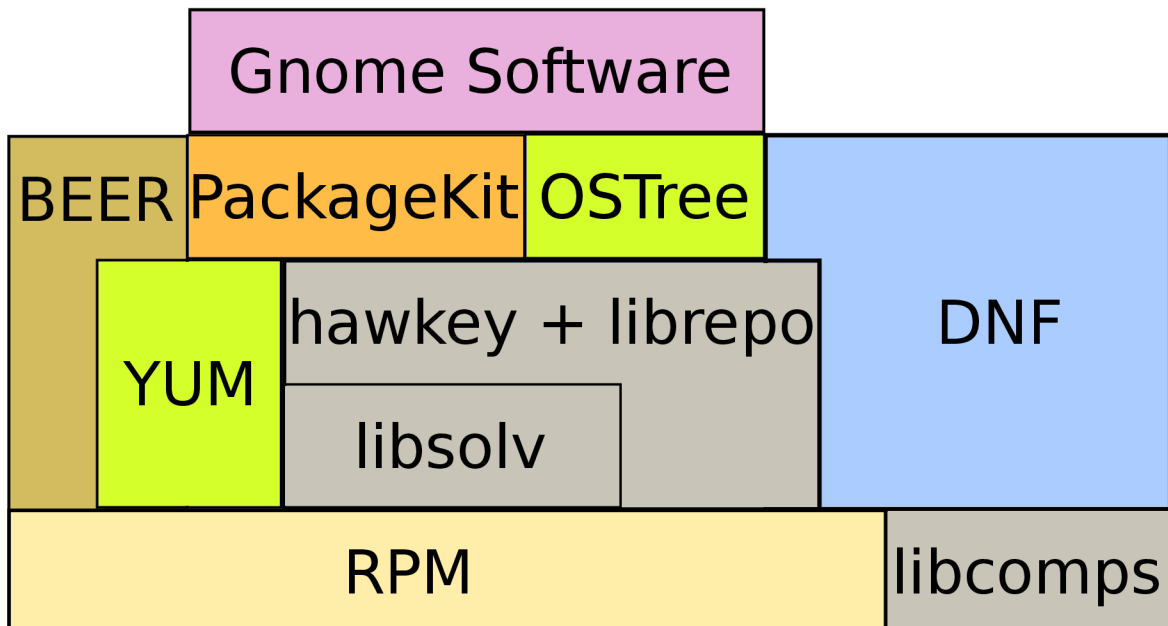 Gnome Software
BEER
PackageKit
OSTree
hawkey + librepo
DNF
YUM
libsolv
RPM
libcomps